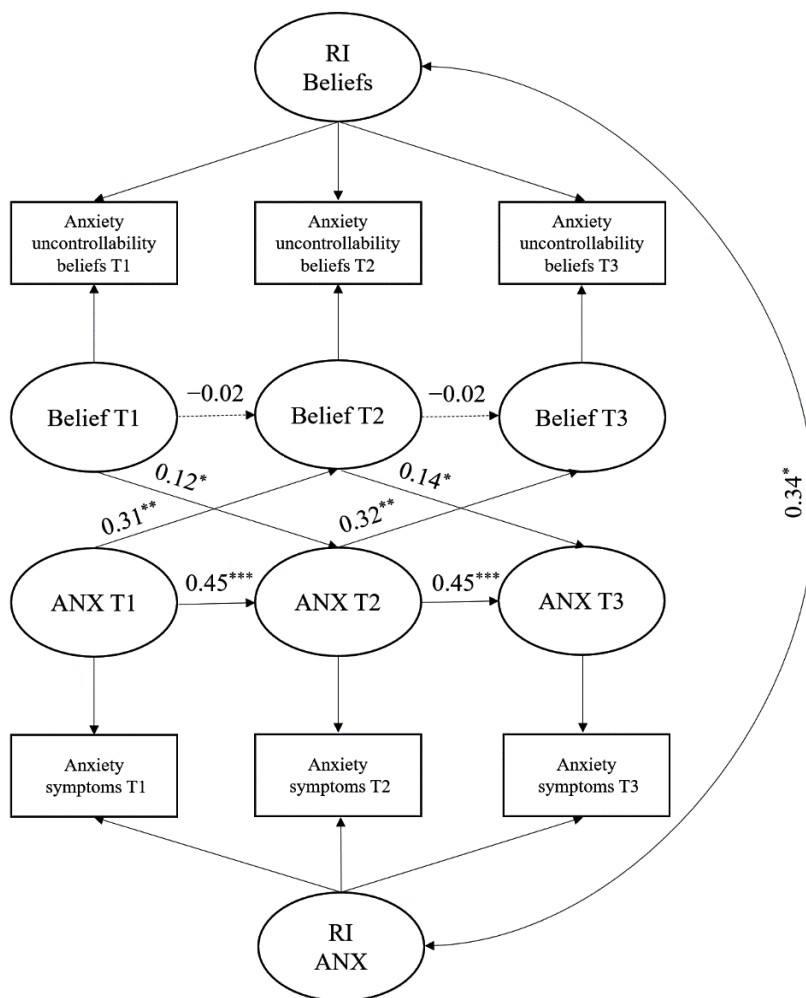 RI
Beliefs
Anxiety
uncontrollability
beliefs T1
Anxiety
uncontrollability
beliefs T2
Anxiety
uncontrollability
beliefs T3
Belief T1
−0.02
Belief T2
−0.02
Belief T3
0.12*
0.31**
0.14*
0.32**
0.34*
ANX T1
0.45***
ANX T2
0.45***
ANX T3
Anxiety
symptoms T1
Anxiety
symptoms T2
Anxiety
symptoms T3
RI
ANX